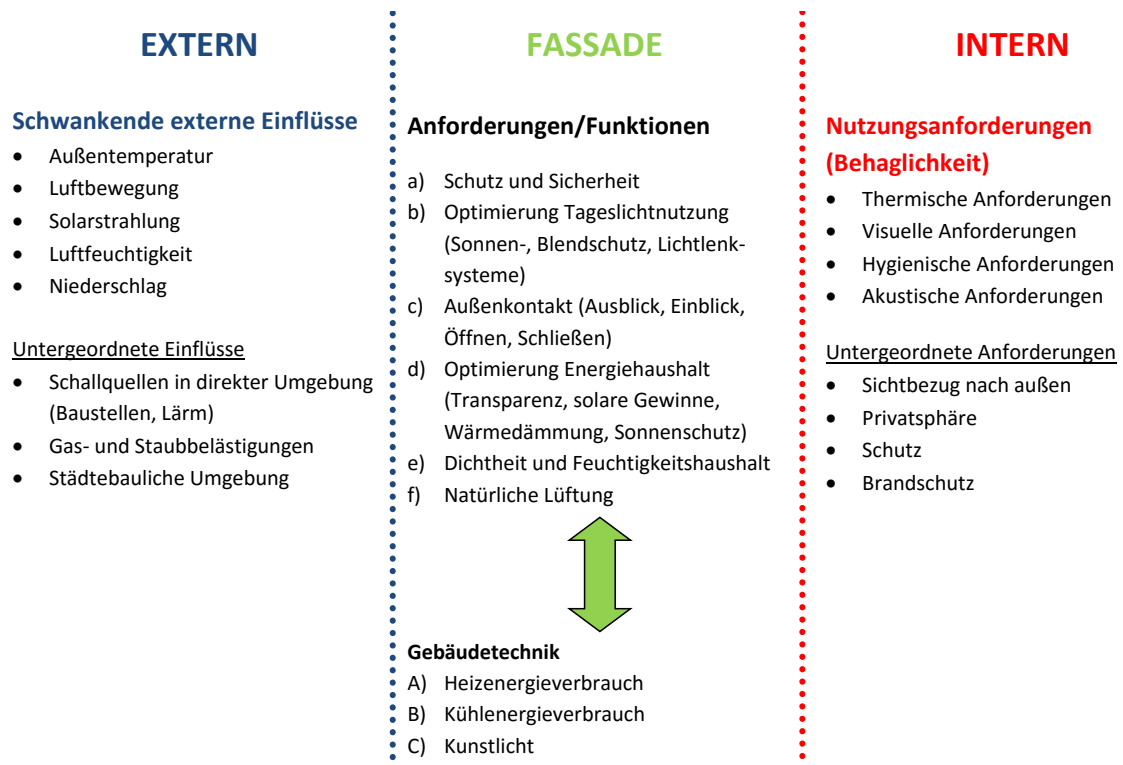 EXTERN
Schwankende externe Einflüsse
• Außentemperatur
• Luftbewegung
• Solarstrahlung
• Luftfeuchtigkeit
• Niederschlag
Untergeordnete Einflüsse
• Schallquellen in direkter Umgebung
(Baustellen, Lärm)
• Gas- und Staubbelästigungen
• Städtebauliche Umgebung
FASSADE
Anforderungen/Funktionen
a) Schutz und Sicherheit
b) Optimierung Tageslichtnutzung
(Sonnen-, Blendschutz, Lichtlenk-
systeme)
c) Außenkontakt (Ausblick, Einblick,
Öffnen, Schließen)
d) Optimierung Energiehaushalt
(Transparenz, solare Gewinne,
Wärmedämmung, Sonnenschutz)
e) Dichtheit und Feuchtigkeitshaushalt
f) Natürliche Lüftung
Gebäudetechnik
A) Heizenergieverbrauch
B) Kühlenergieverbrauch
C) Kunstlicht
INTERN
Nutzungsanforderungen
(Behaglichkeit)
• Thermische Anforderungen
• Visuelle Anforderungen
• Hygienische Anforderungen
• Akustische Anforderungen
Untergeordnete Anforderungen
• Sichtbezug nach außen
• Privatsphäre
• Schutz
• Brandschutz